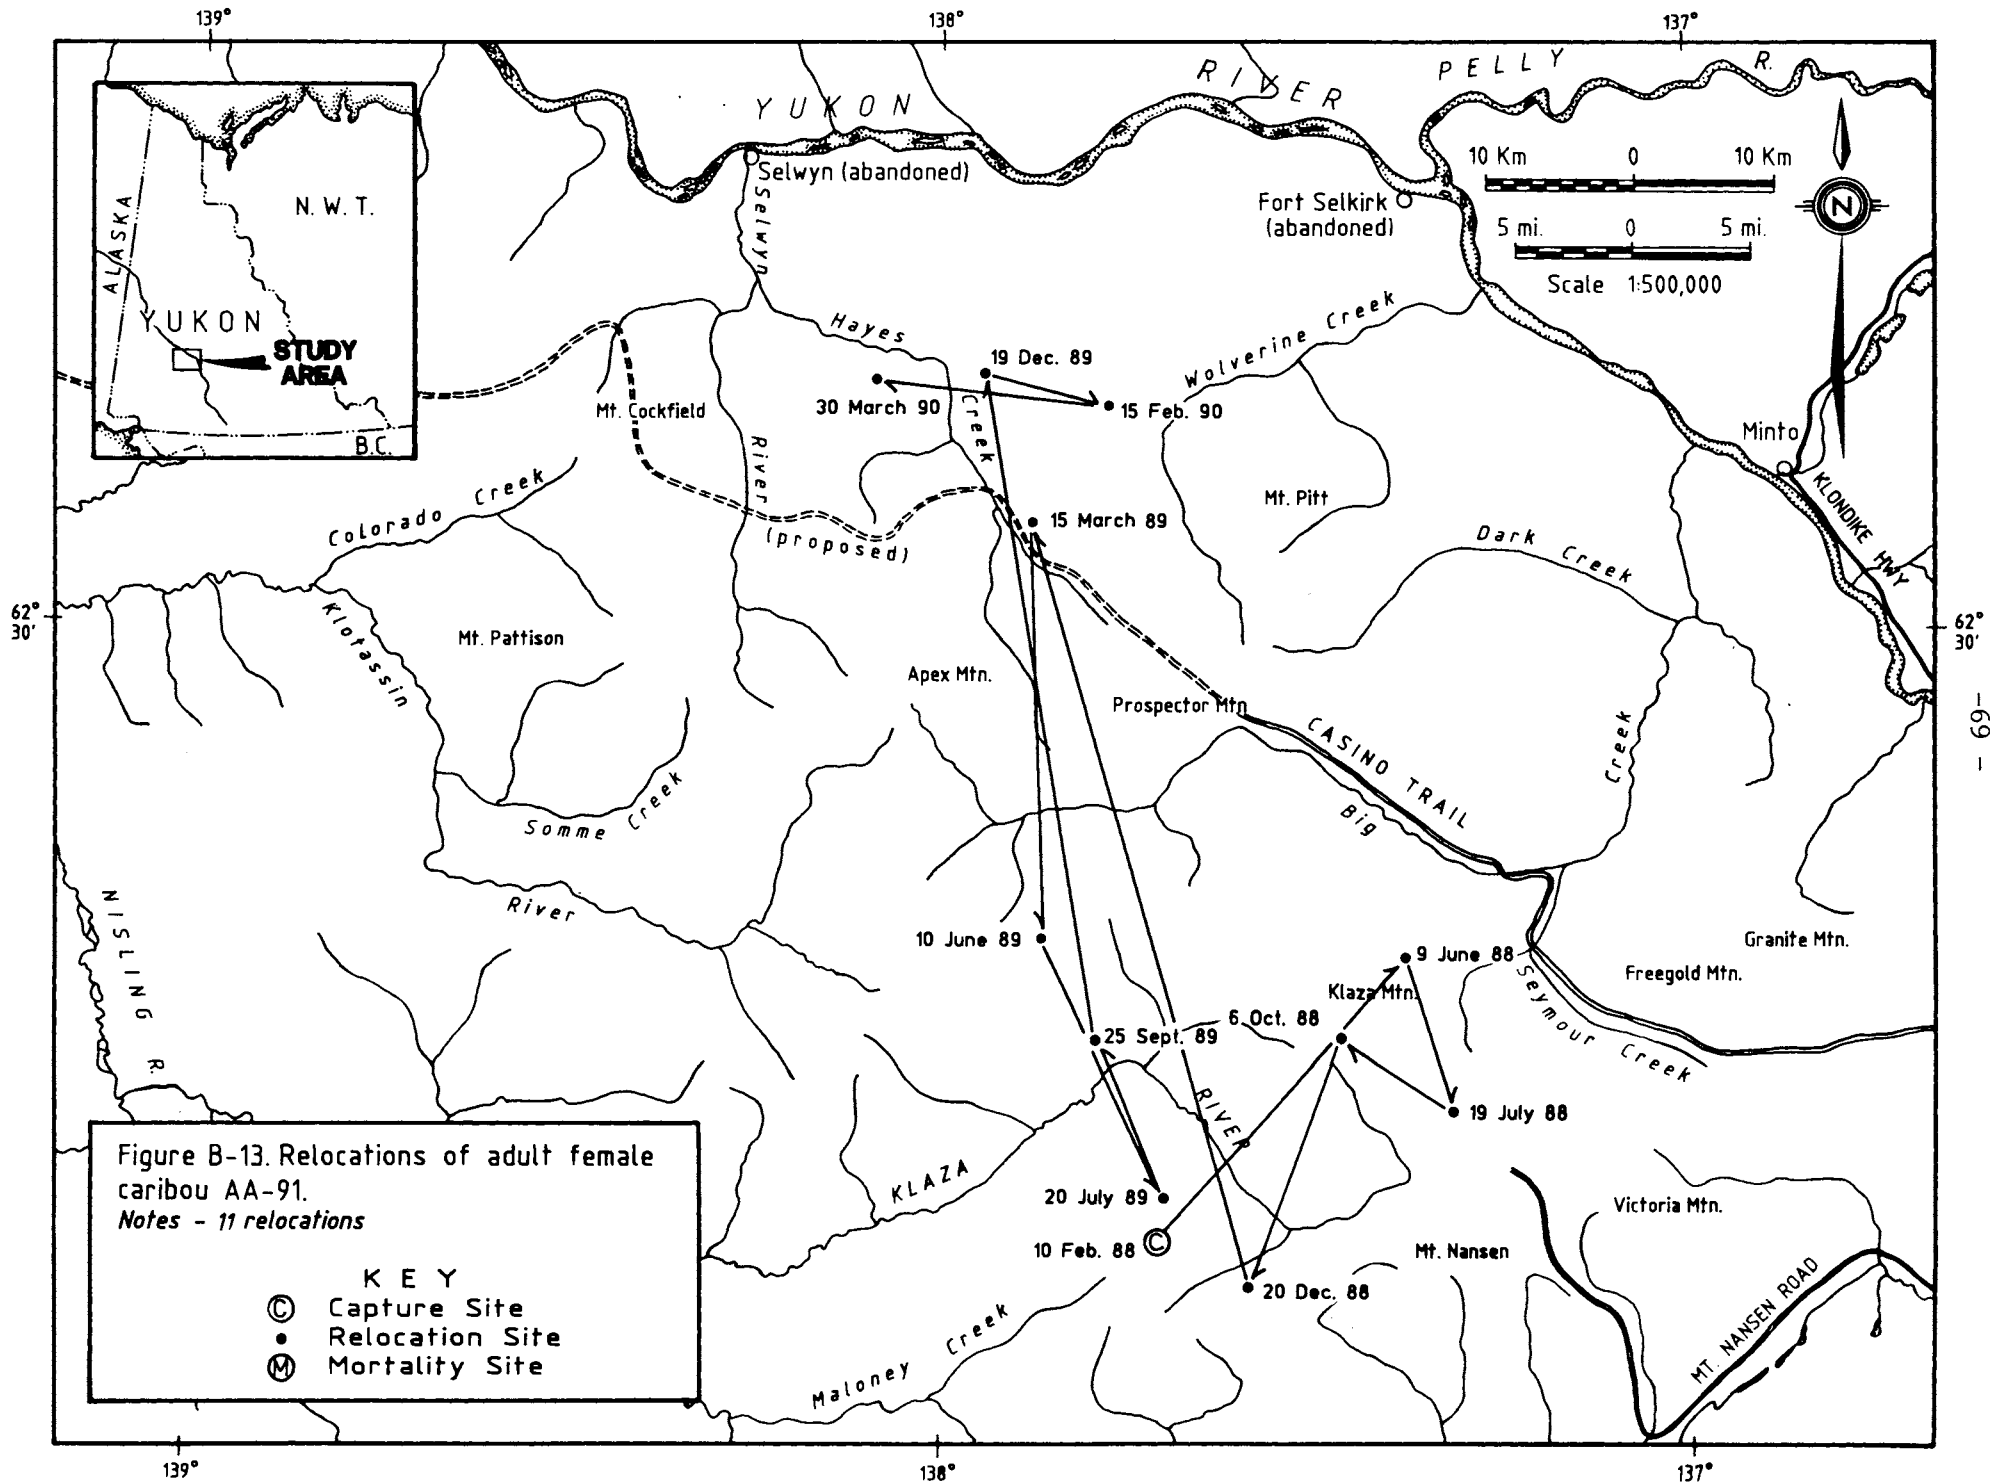 139°
138°
137°
YUKON
RIVER
PELLY
R.
N.W.T.
ALASKA
YUKON
STUDY
AREA
B.C.
Selwyn (abandoned)
Selwyn
River
Fort Selkirk
(abandoned)
10 Km 0 10 Km
5 mi. 0 5 mi.
Scale 1:500,000
N
Hayes
Creek
Wolverine Creek
19 Dec. 89
30 March 90
15 Feb. 90
Mt. Cockfield
Minto
KLONDIKE HWY
Colorado Creek
Mt. Pitt
15 March 89
(proposed)
Dark Creek
62°
30'
62°
30'
Klotassin
River
Mt. Pattison
Apex Mtn.
Prospector Mtn
CASINO TRAIL
Big
Creek
-69-
Somme Creek
NISLING
R.
10 June 89
9 June 88
Klaza Mtn.
Granite Mtn.
Freegold Mtn.
Seymour Creek
6 Oct. 88
25 Sept. 89
19 July 88
KLAZA
RIVER
20 July 89
10 Feb. 88
C
20 Dec. 88
Mt. Nansen
Victoria Mtn.
MT. NANSEN ROAD
Maloney Creek
Figure B-13. Relocations of adult female
caribou AA-91.
Notes - 11 relocations
KEY
C Capture Site
Relocation Site
M Mortality Site
139°
138°
137°